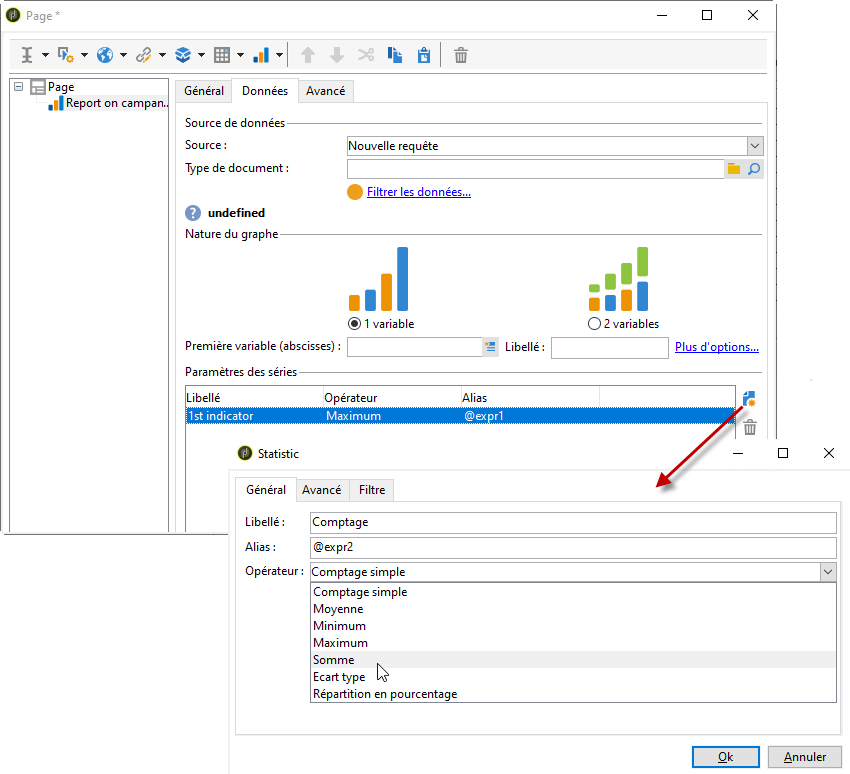 Page *
Page
Report on campan..
Général Données Avancé
Source de données
Source : Nouvelle requête
Type de document :
Filtrer les données...
? undefined
Nature du graphe
1 variable 2 variables
Première variable (abscisses) : Libellé : Plus d'options...
Paramètres des séries
Libellé Opérateur Alias
1st indicator Maximum @expr1
Statistic
Général Avancé Filtre
Libellé : Comptage
Alias : @expr2
Opérateur : Comptage simple
Comptage simple
Moyenne
Minimum
Maximum
Somme
Ecart type
Répartition en pourcentage
Ok Annuler